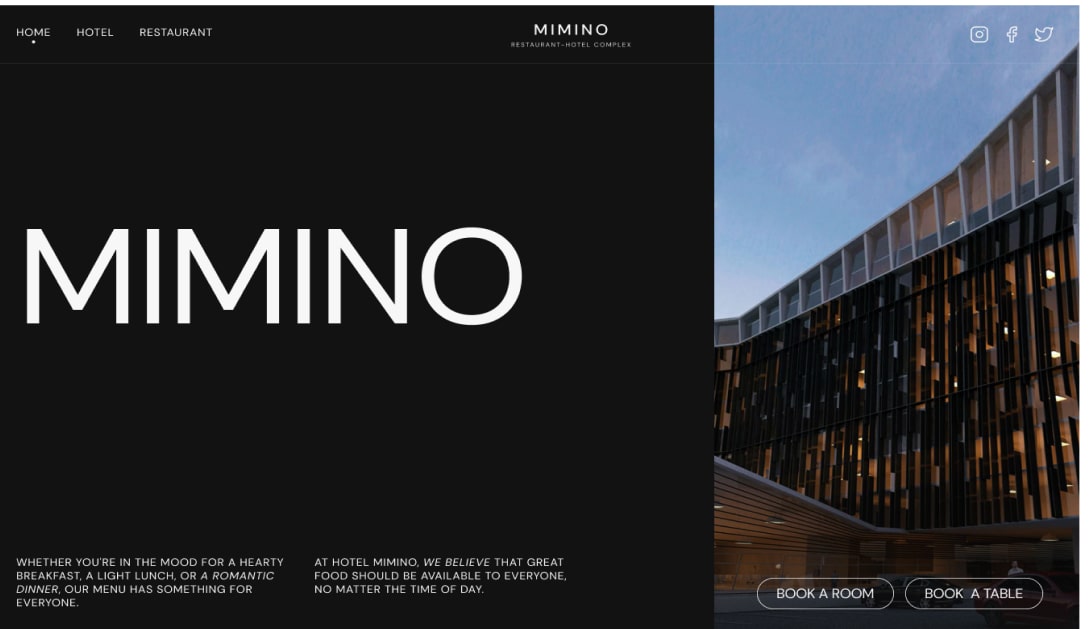 HOME HOTEL RESTAURANT
MIMINO
RESTAURANT-HOTEL COMPLEX
MIMINO
WHETHER YOU'RE IN THE MOOD FOR A HEARTY
BREAKFAST, A LIGHT LUNCH, OR A ROMANTIC
DINNER, OUR MENU HAS SOMETHING FOR
EVERYONE.
AT HOTEL MIMINO, WE BELIEVE THAT GREAT
FOOD SHOULD BE AVAILABLE TO EVERYONE,
NO MATTER THE TIME OF DAY.
BOOK A ROOM
BOOK A TABLE